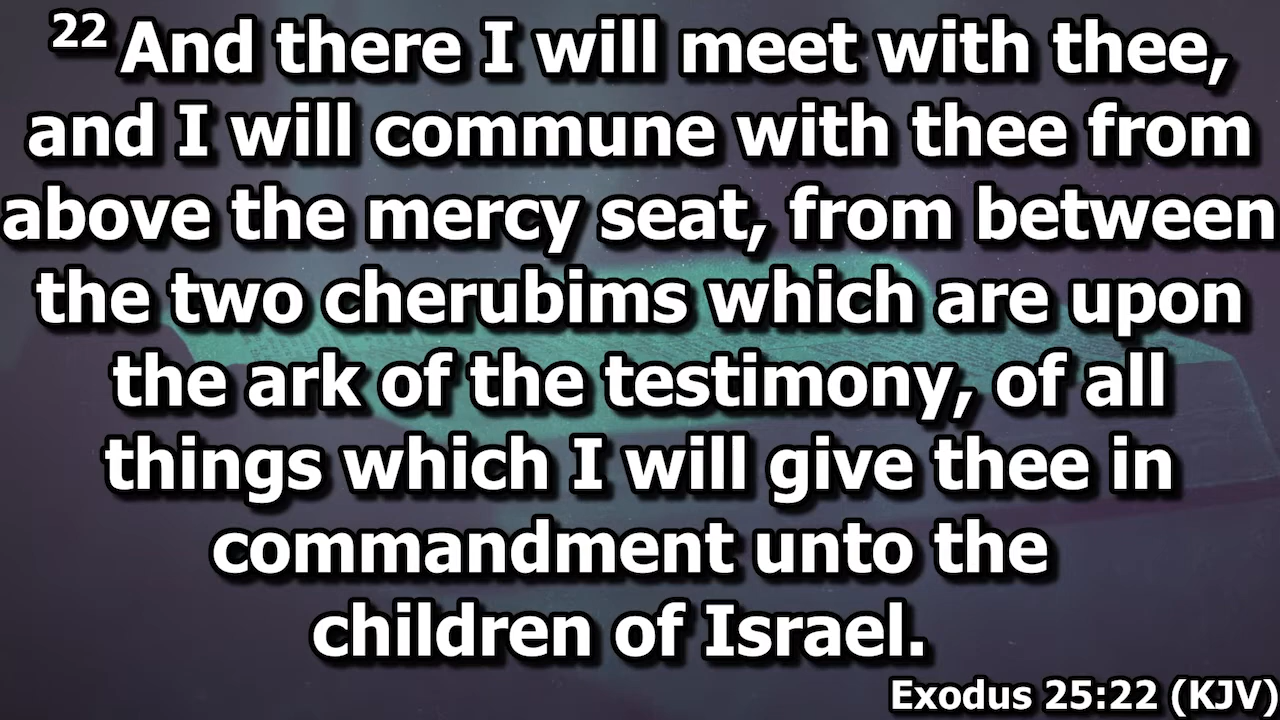 22 And there I will meet with thee,
and I will commune with thee from
above the mercy seat, from between
the two cherubims which are upon
the ark of the testimony, of all
things which I will give thee in
commandment unto the
children of Israel.
Exodus 25:22 (KJV)